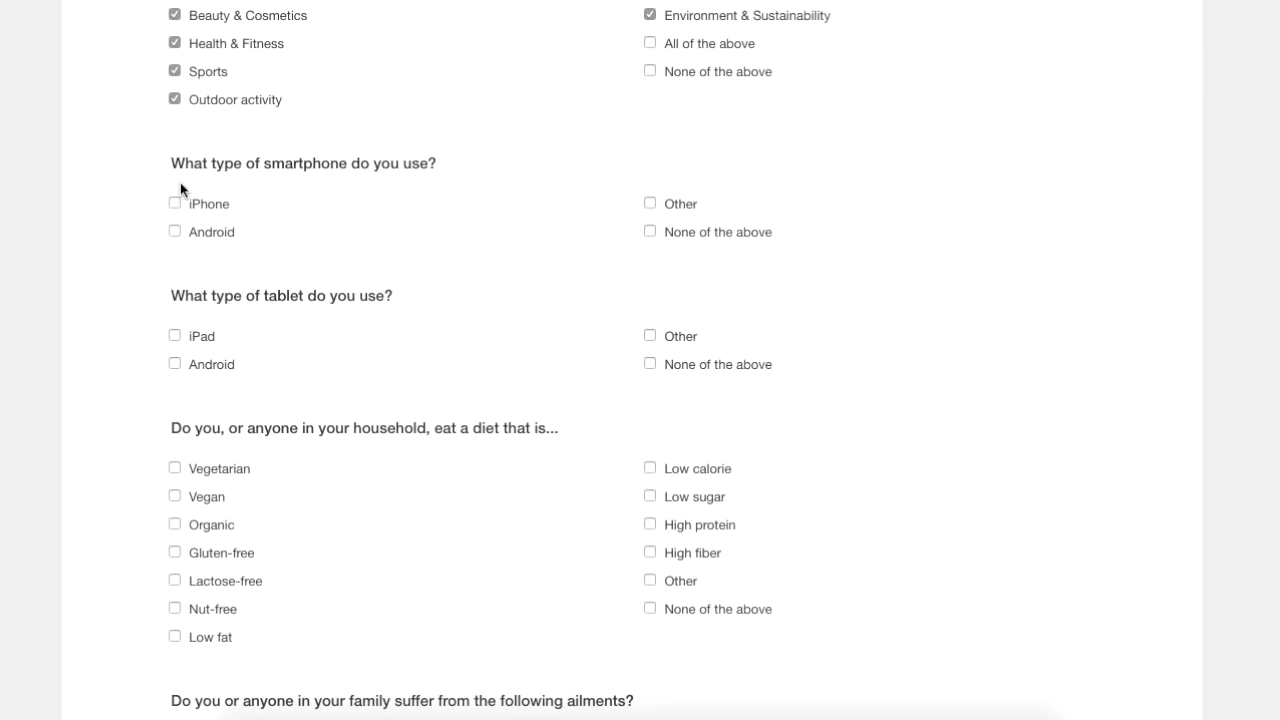 Beauty & Cosmetics
Environment & Sustainability
Health & Fitness
All of the above
Sports
None of the above
Outdoor activity
What type of smartphone do you use?
iPhone
Other
Android
None of the above
What type of tablet do you use?
iPad
Other
Android
None of the above
Do you, or anyone in your household, eat a diet that is...
Vegetarian
Low calorie
Vegan
Low sugar
Organic
High protein
Gluten-free
High fiber
Lactose-free
Other
Nut-free
None of the above
Low fat
Do you or anyone in your family suffer from the following ailments?